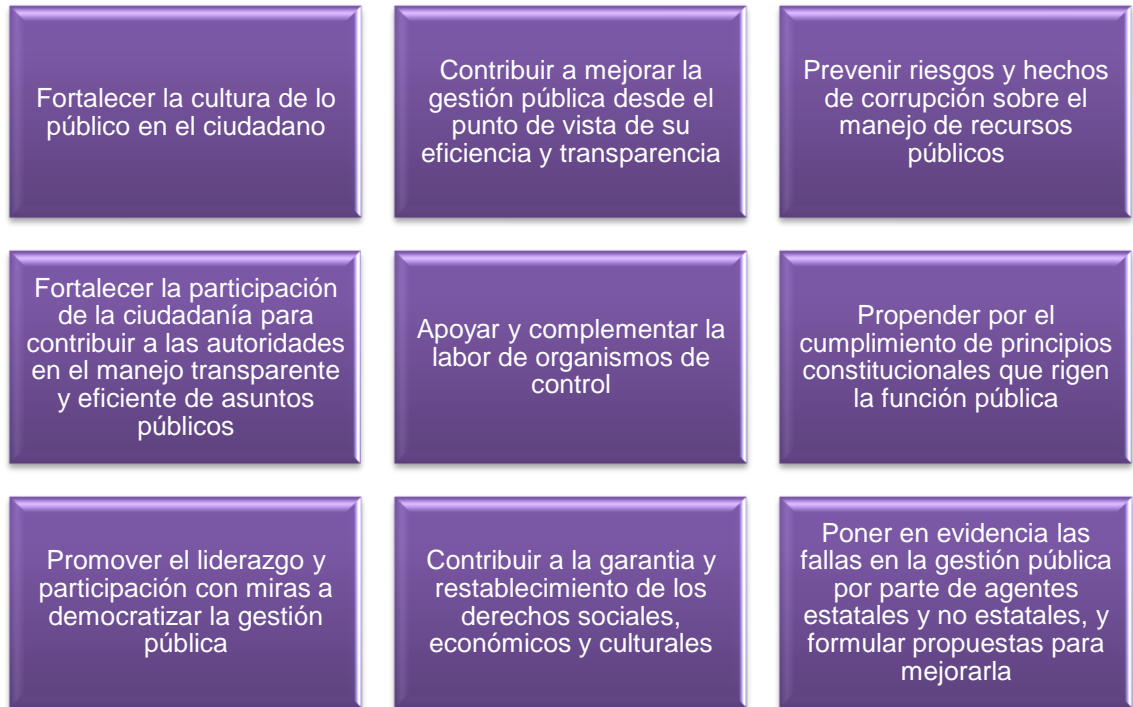 Fortalecer la cultura de lo
público en el ciudadano
Contribuir a mejorar la
gestión pública desde el
punto de vista de su
eficiencia y transparencia
Prevenir riesgos y hechos
de corrupción sobre el
manejo de recursos
públicos
Fortalecer la participación
de la ciudadanía para
contribuir a las autoridades
en el manejo transparente
y eficiente de asuntos
públicos
Apoyar y complementar la
labor de organismos de
control
Propender por el
cumplimiento de principios
constitucionales que rigen
la función pública
Promover el liderazgo y
participación con miras a
democratizar la gestión
pública
Contribuir a la garantia y
restablecimiento de los
derechos sociales,
económicos y culturales
Poner en evidencia las
fallas en la gestión pública
por parte de agentes
estatales y no estatales, y
formular propuestas para
mejorarla